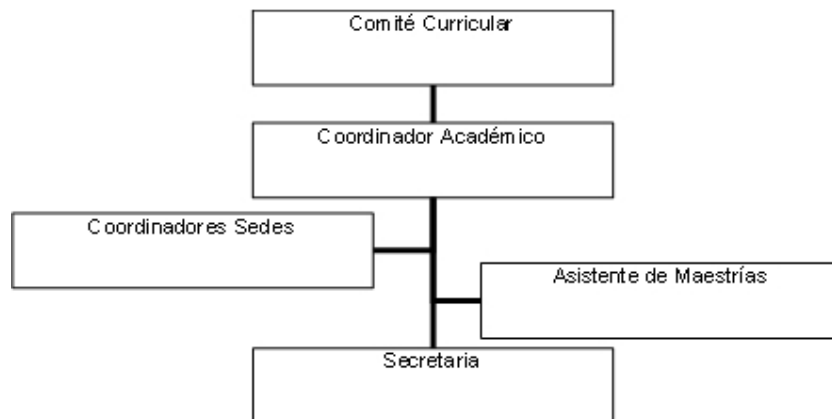 Comité Curricular
Coordinador Académico
Coordinadores Sedes
Asistente de Maestrías
Secretaria